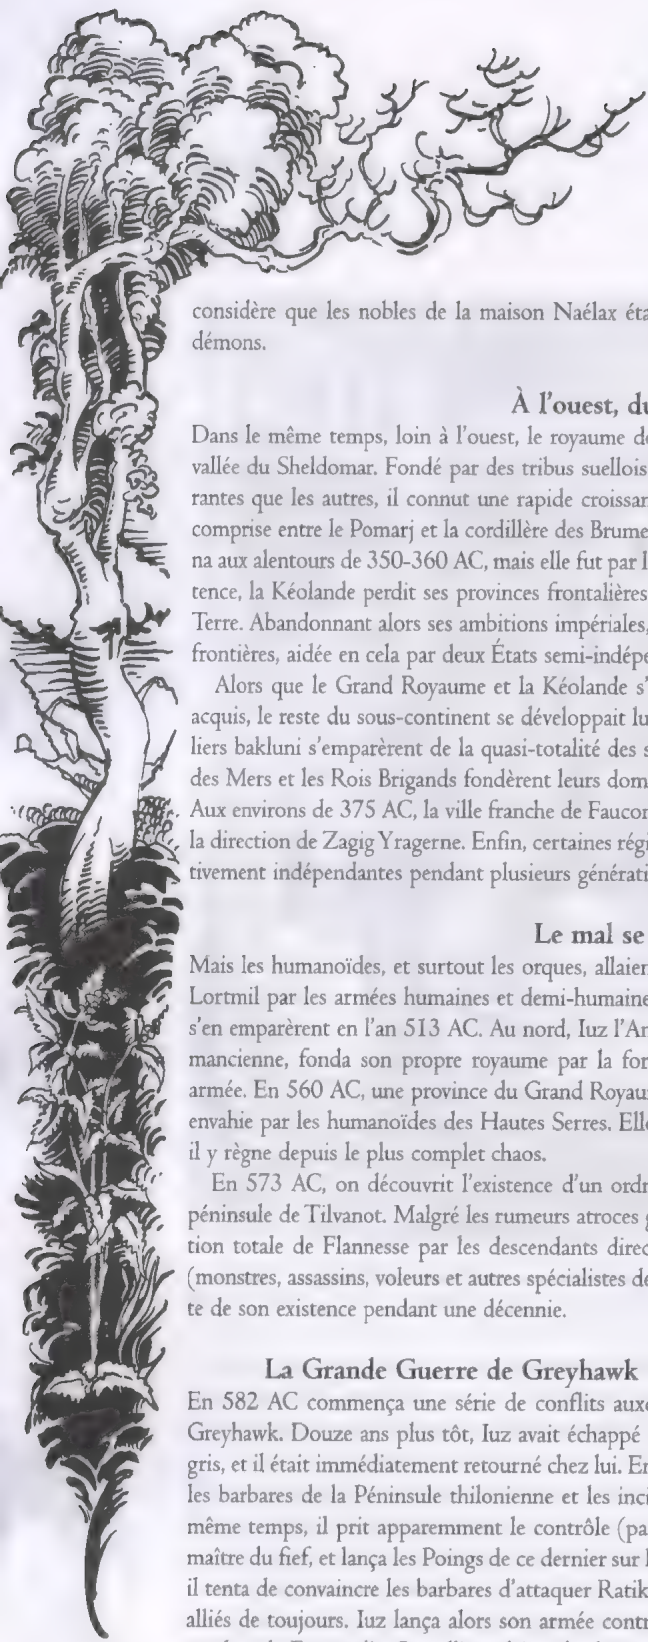 considère que les nobles de la maison Naélax éta
démons.
À l'ouest, du
Dans le même temps, loin à l'ouest, le royaume de
vallée du Sheldomar. Fondé par des tribus suellois
rantes que les autres, il connut une rapide croissan
comprise entre le Pomarj et la cordillère des Brume
na aux alentours de 350-360 AC, mais elle fut par l
tence, la Kéolande perdit ses provinces frontalières
Terre. Abandonnant alors ses ambitions impériales,
frontières, aidée en cela par deux États semi-indépe
Alors que le Grand Royaume et la Kéolande s'
acquis, le reste du sous-continent se développait lu
liers bakluni s'emparèrent de la quasi-totalité des s
des Mers et les Rois Brigands fondèrent leurs dom
Aux environs de 375 AC, la ville franche de Faucon
la direction de Zagig Yragerne. Enfin, certaines régi
tivement indépendantes pendant plusieurs générati
Le mal se
Mais les humanoïdes, et surtout les orques, allaien
Lortmil par les armées humaines et demi-humaine
s'en emparèrent en l'an 513 AC. Au nord, Iuz l'An
mancienne, fonda son propre royaume par la for
armée. En 560 AC, une province du Grand Royau
envahie par les humanoïdes des Hautes Serres. Elle
il y règne depuis le plus complet chaos.
En 573 AC, on découvrit l'existence d'un ordr
péninsule de Tilvanot. Malgré les rumeurs atroces
tion totale de Flannesse par les descendants direc
(monstres, assassins, voleurs et autres spécialistes de
te de son existence pendant une décennie.
La Grande Guerre de Greyhawk
En 582 AC commença une série de conflits auxq
Greyhawk. Douze ans plus tôt, Iuz avait échappé
gris, et il était immédiatement retourné chez lui. En
les barbares de la Péninsule thilonienne et les inci
même temps, il prit apparemment le contrôle (pa
maître du fief, et lança les Poings de ce dernier sur l
il tenta de convaincre les barbares d'attaquer Ratik
alliés de toujours. Iuz lança alors son armée contr